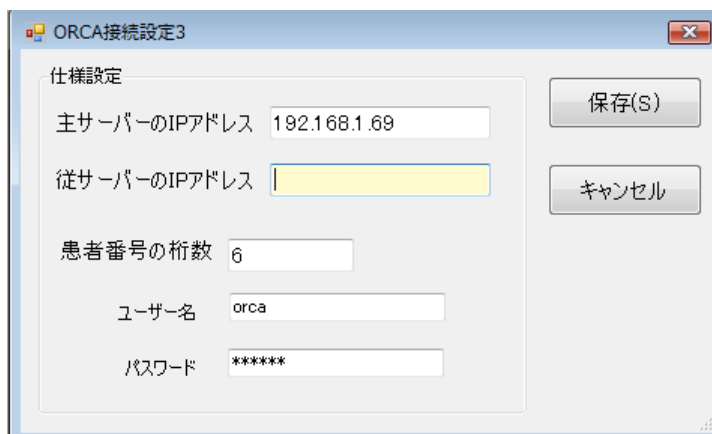 ORCA接続設定3
仕様設定
主サーバーのIPアドレス 192.168.1.69
保存(S)
従サーバーのIPアドレス
キャンセル
患者番号の桁数 6
ユーザー名 orca
パスワード ******